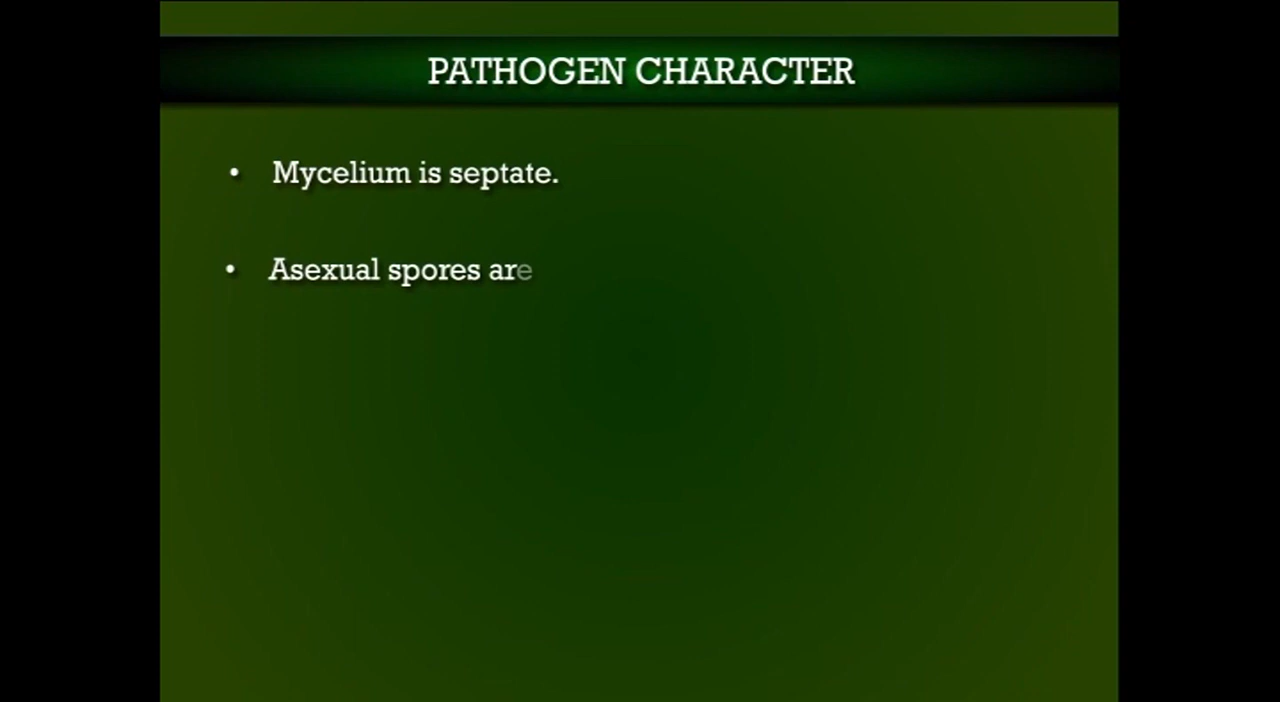 PATHOGEN CHARACTER
• Mycelium is septate.
• Asexual spores are